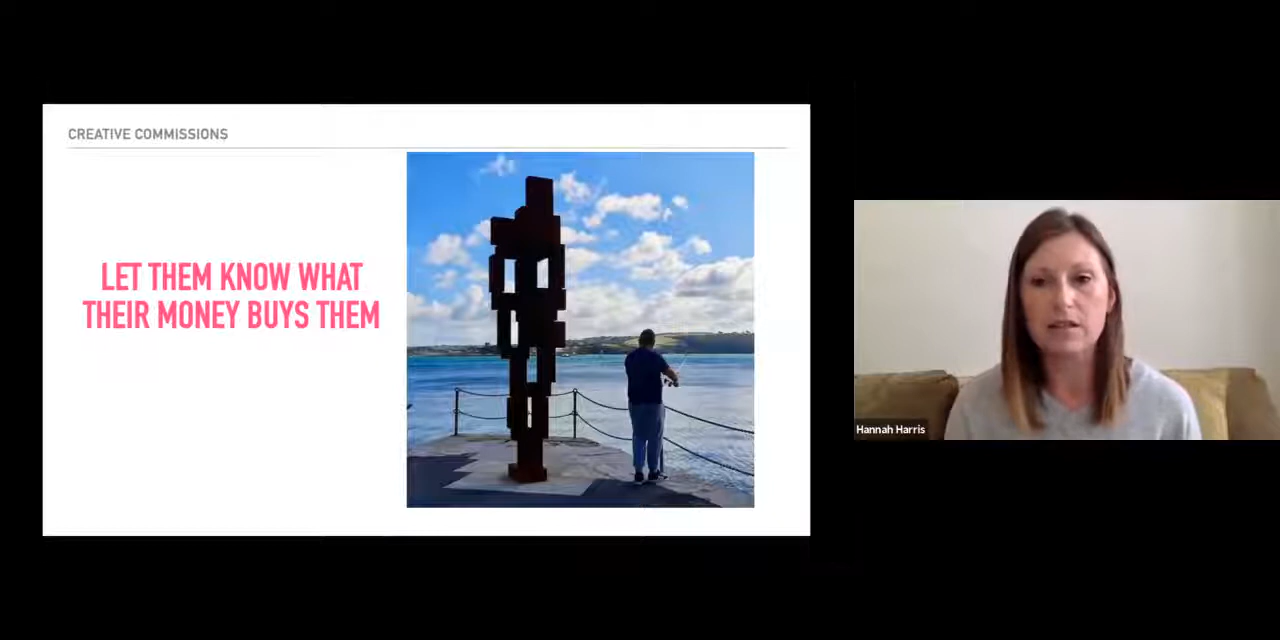 CREATIVE COMMISSIONS
LET THEM KNOW WHAT
THEIR MONEY BUYS THEM
Hannah Harris